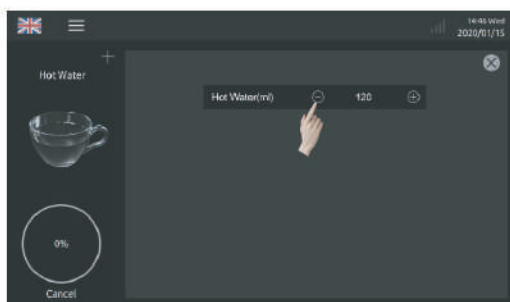 14:46 Wed
2020/01/15
Hot Water
Hot Water(ml)
120
0%
Cancel